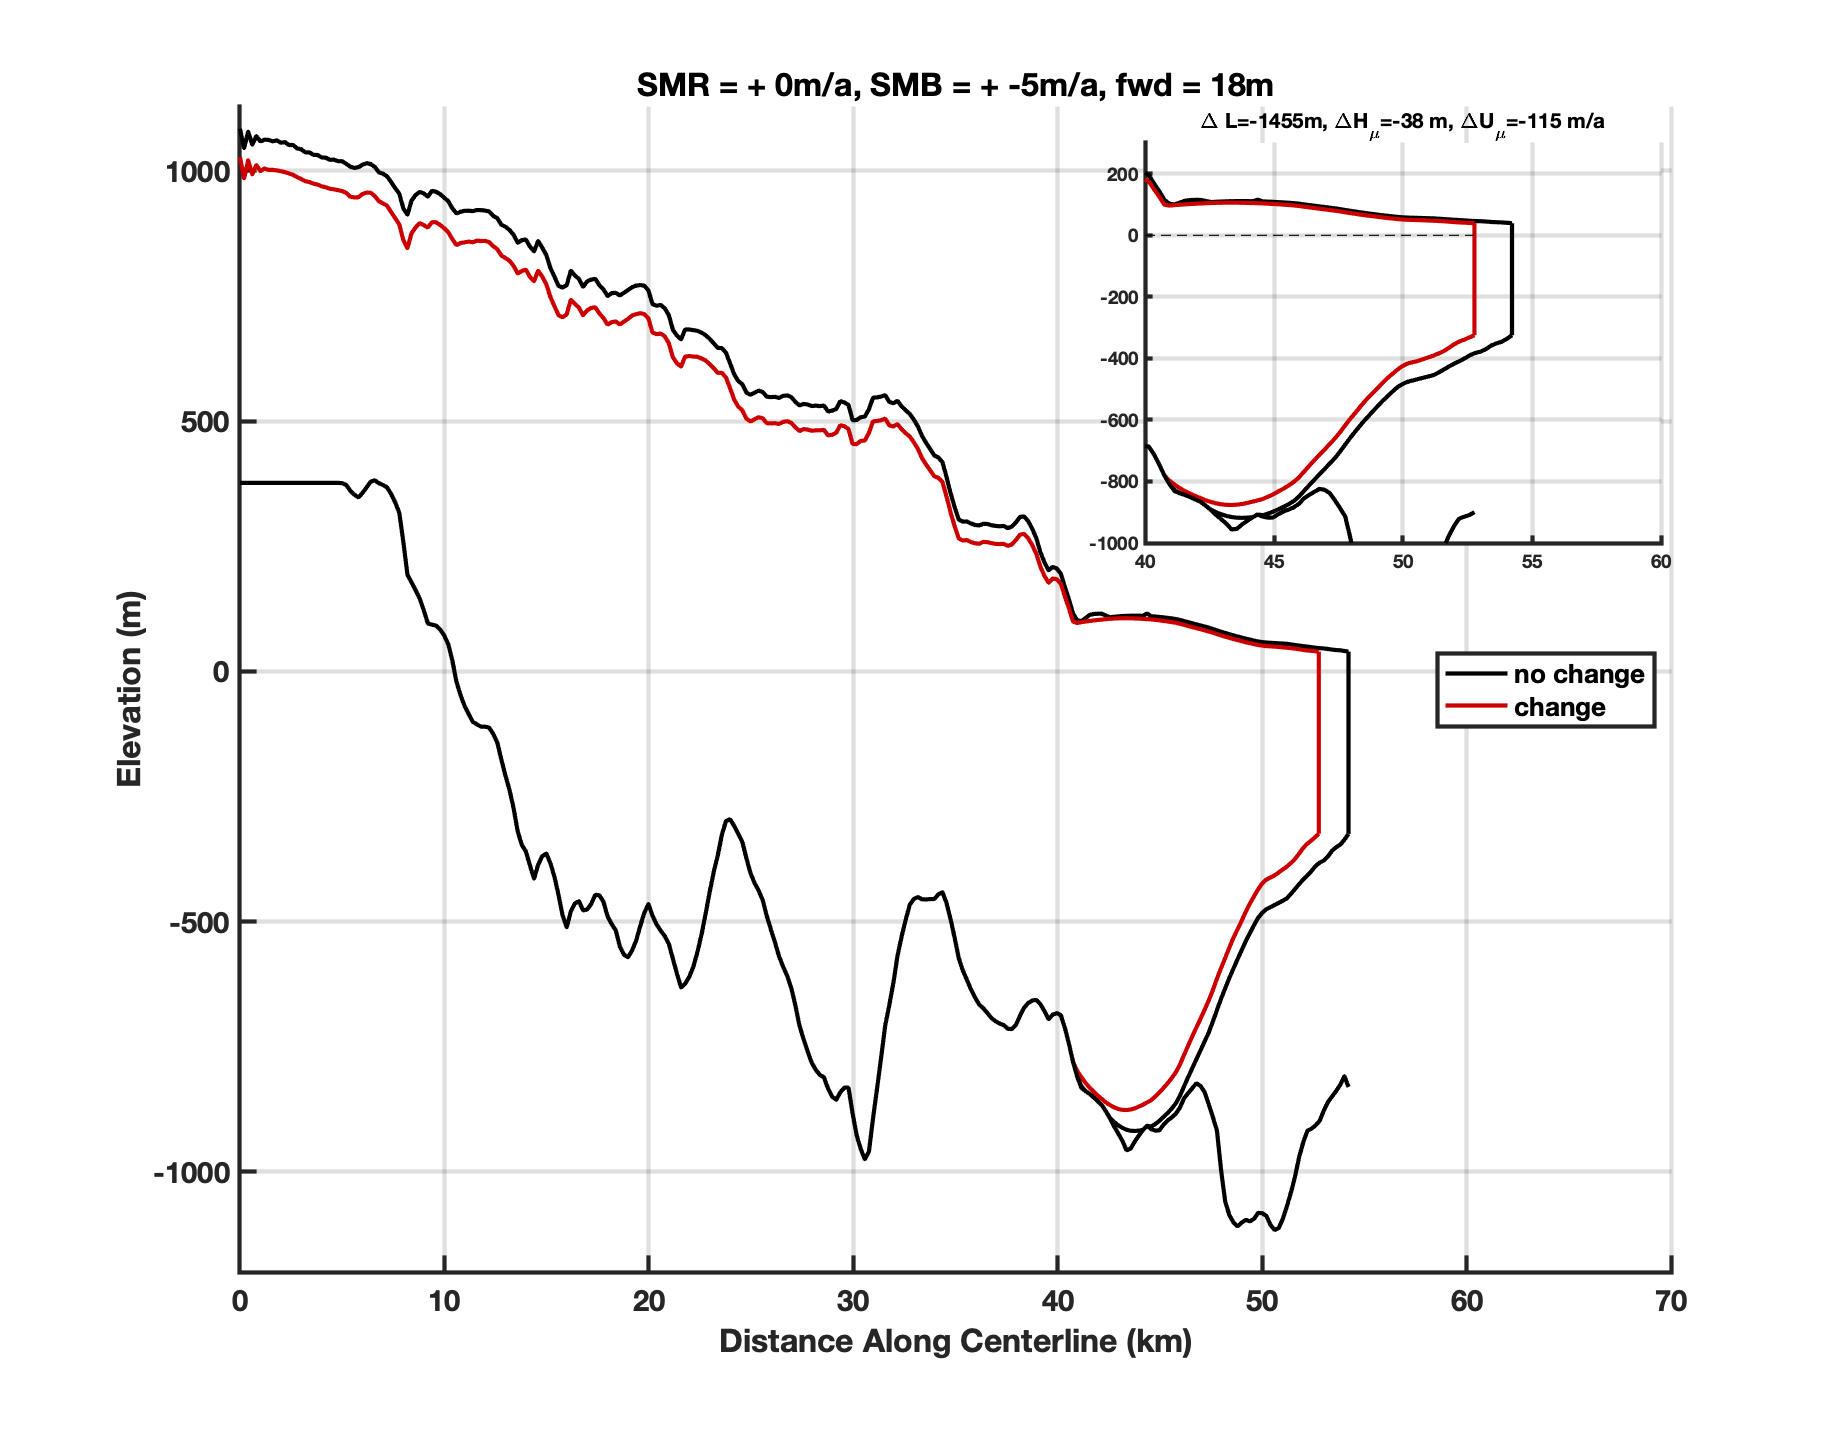 SMR = + 0m/a, SMB = + -5m/a, fwd = 18m
Δ L=-1455m, ΔHμ=-38 m, ΔUμ=-115 m/a
200
0
-200
-400
-600
-800
-1000
40 45 50 55 60
1000
500
0
-500
-1000
Elevation (m)
no change
change
0 10 20 30 40 50 60 70
Distance Along Centerline (km)